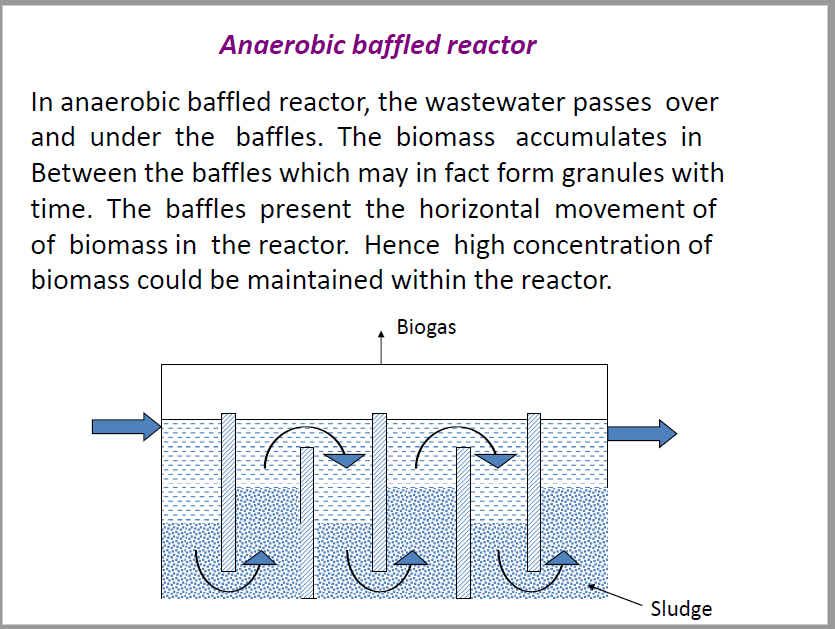 Anaerobic baffled reactor
In anaerobic baffled reactor, the wastewater passes over
and under the baffles. The biomass accumulates in
Between the baffles which may in fact form granules with
time. The baffles present the horizontal movement of
of biomass in the reactor. Hence high concentration of
biomass could be maintained within the reactor.
Biogas
Sludge